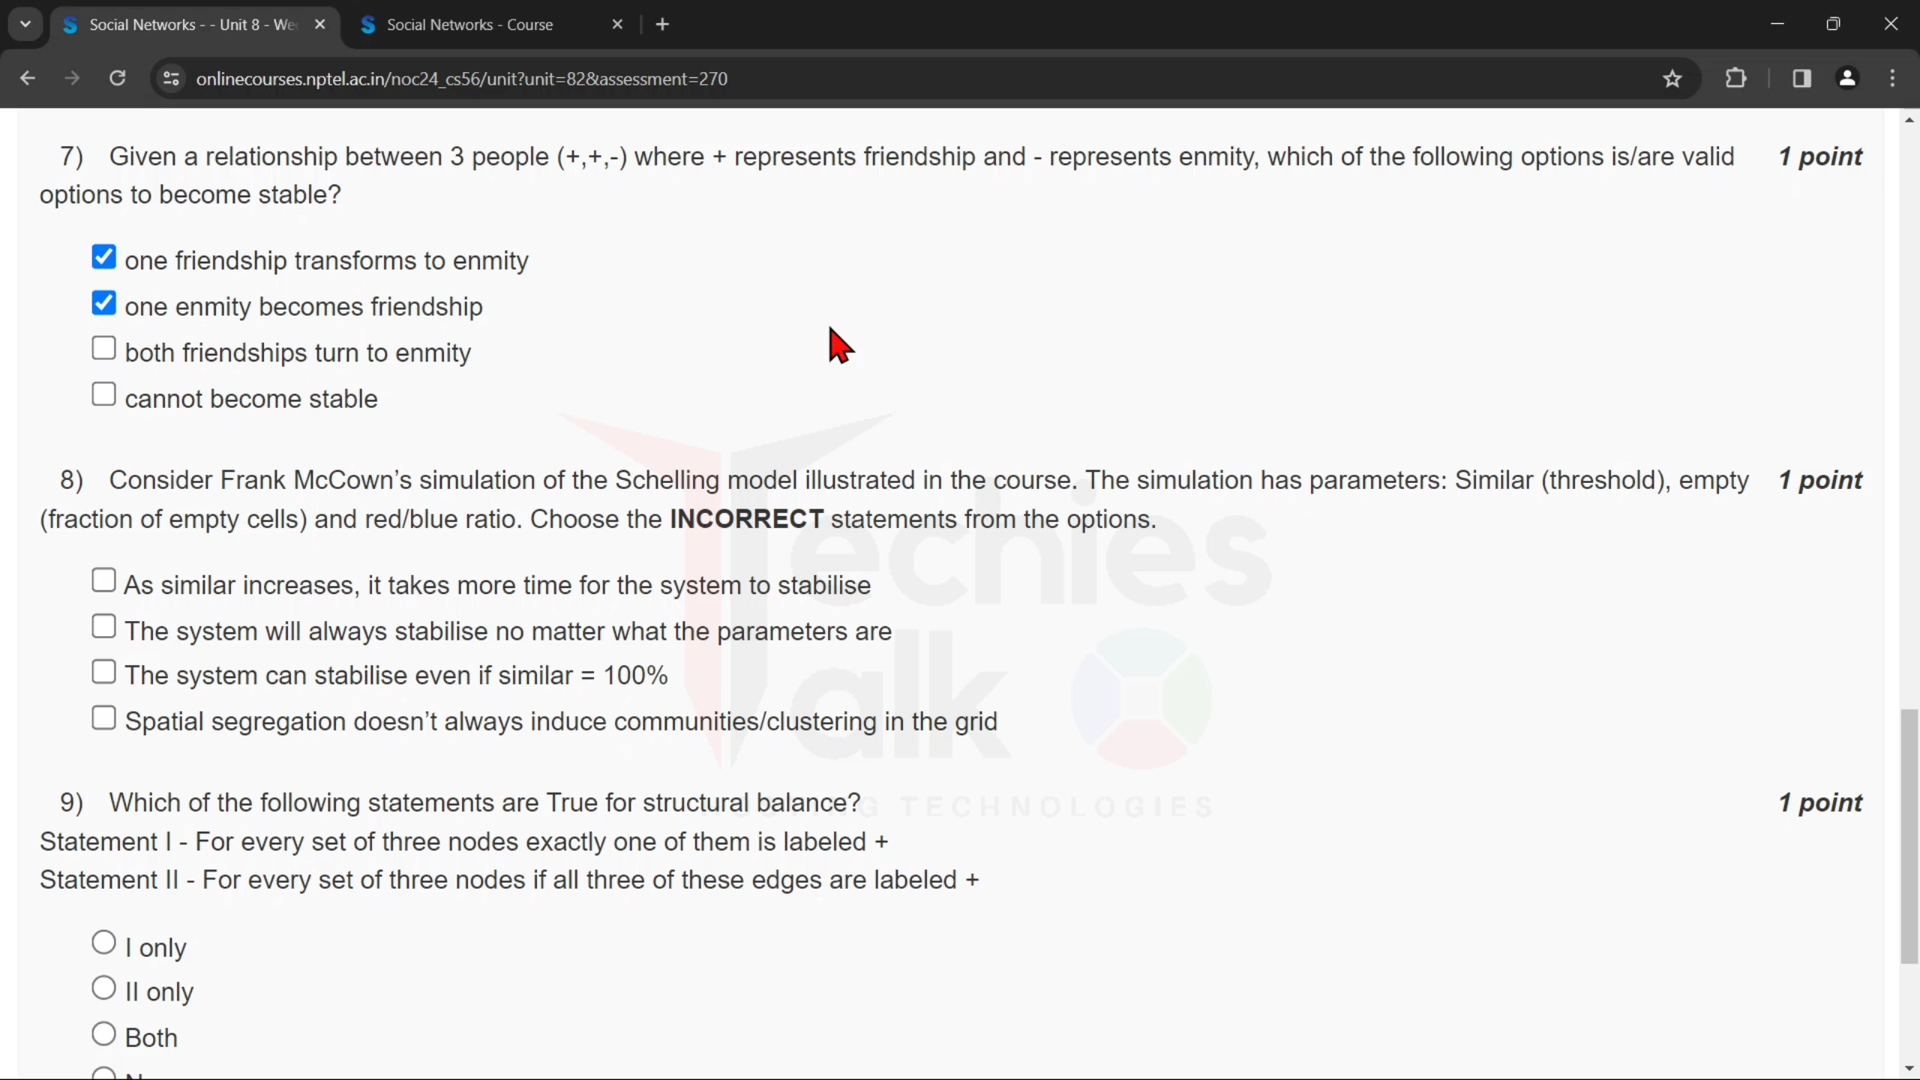 Social Networks - - Unit 8 - We
Social Networks - Course
onlinecourses.nptel.ac.in/noc24_cs56/unit?unit=82&assessment=270
7) Given a relationship between 3 people (+,+,-) where + represents friendship and - represents enmity, which of the following options is/are valid 1 point
options to become stable?
one friendship transforms to enmity
one enmity becomes friendship
both friendships turn to enmity
cannot become stable
8) Consider Frank McCown’s simulation of the Schelling model illustrated in the course. The simulation has parameters: Similar (threshold), empty 1 point
(fraction of empty cells) and red/blue ratio. Choose the INCORRECT statements from the options.
As similar increases, it takes more time for the system to stabilise
The system will always stabilise no matter what the parameters are
The system can stabilise even if similar = 100%
Spatial segregation doesn’t always induce communities/clustering in the grid
9) Which of the following statements are True for structural balance? 1 point
Statement I - For every set of three nodes exactly one of them is labeled +
Statement II - For every set of three nodes if all three of these edges are labeled +
I only
II only
Both
Techies
Talk
TECHNOLOGIES